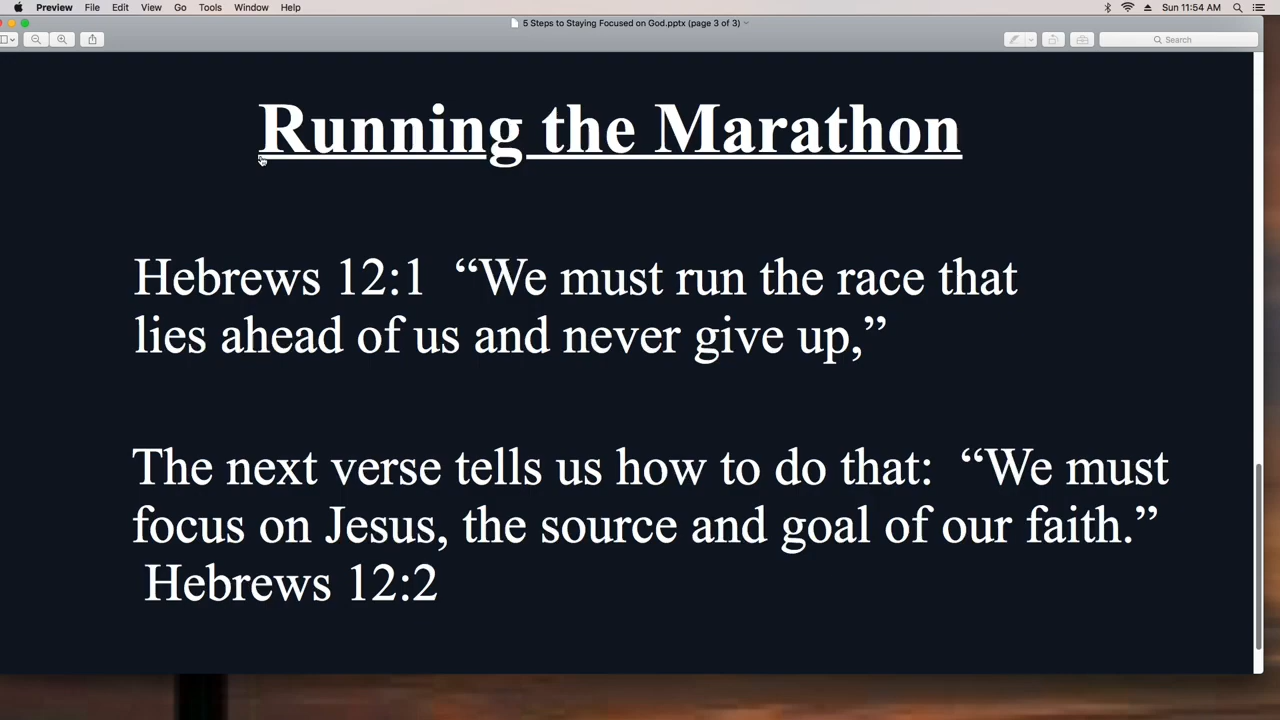 Preview File Edit View Go Tools Window Help Sun 11:54 AM
5 Steps to Staying Focused on God.pptx (page 3 of 3)
Search
Running the Marathon
Hebrews 12:1 “We must run the race that
lies ahead of us and never give up,”
The next verse tells us how to do that: “We must
focus on Jesus, the source and goal of our faith.”
Hebrews 12:2